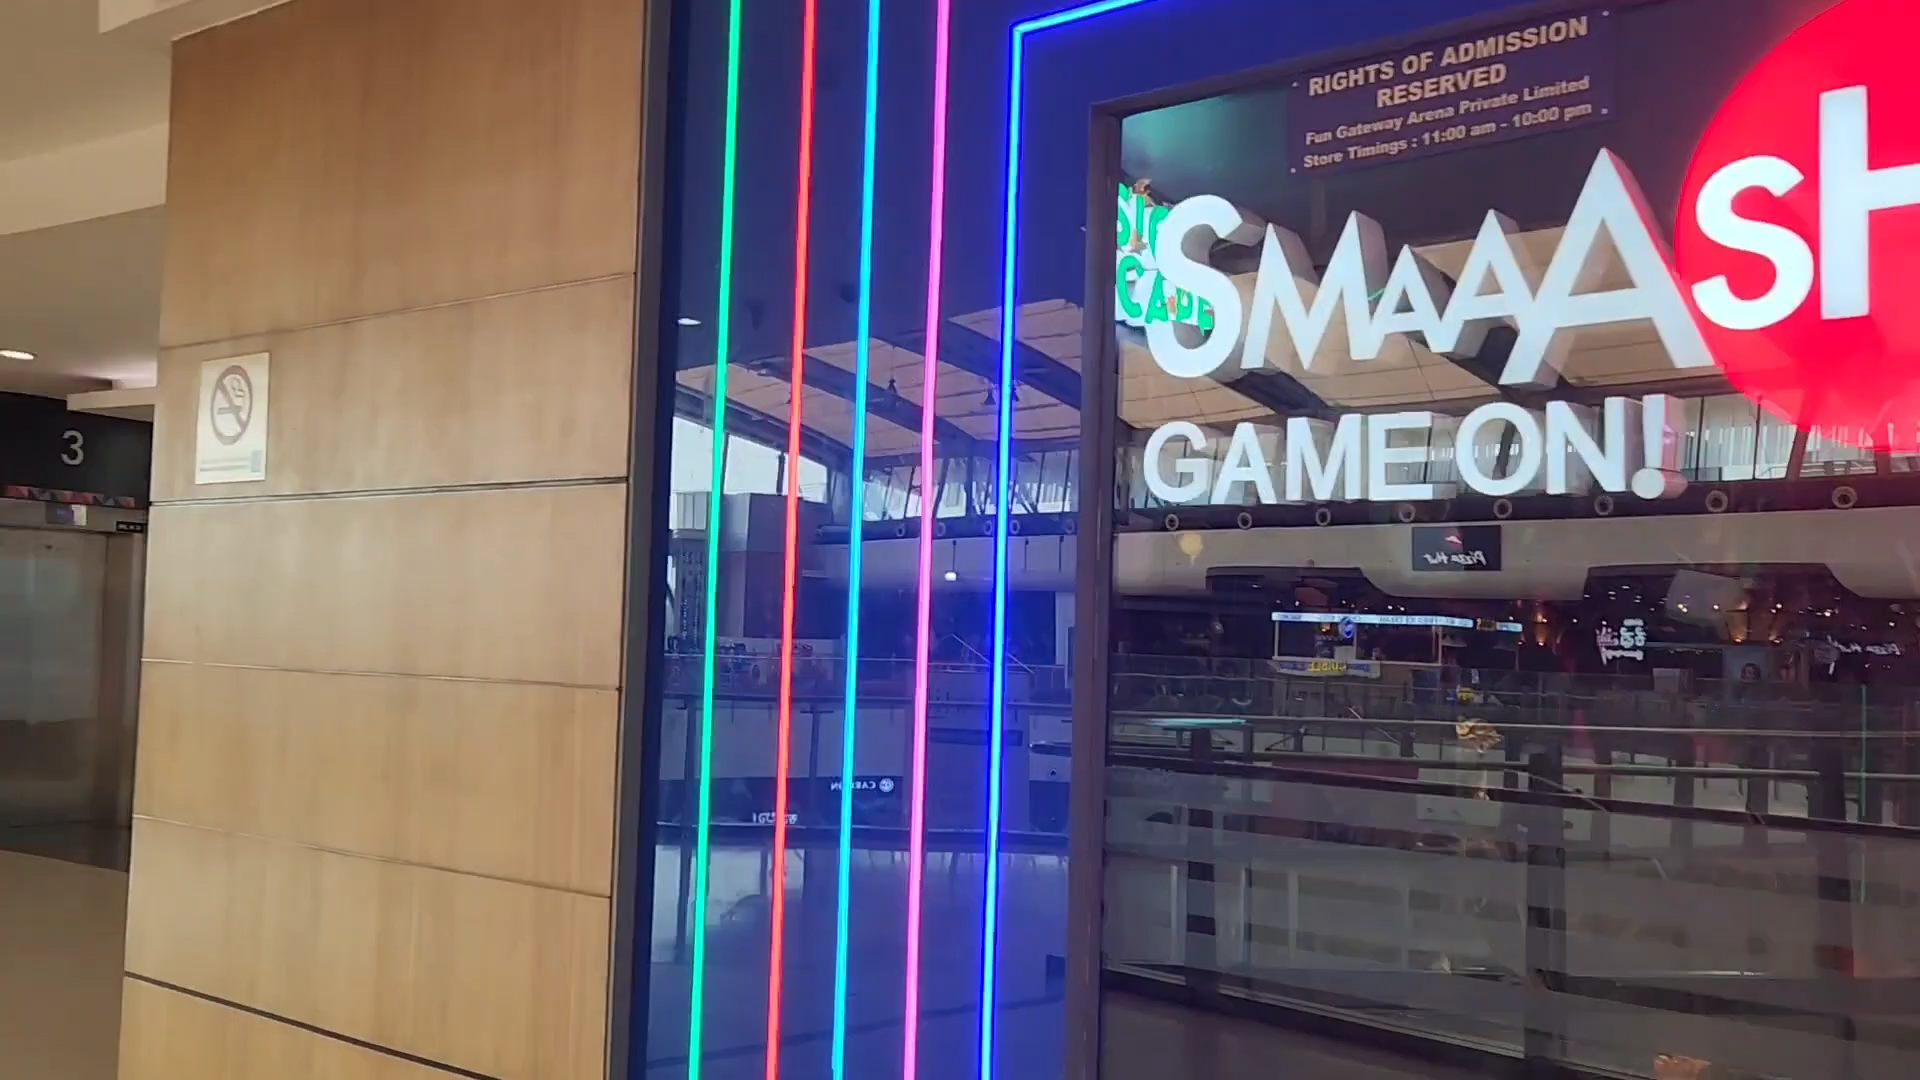 RIGHTS OF ADMISSION
RESERVED
Fun Gateway Arena Private Limited
Store Timings : 11:00 am - 10:00 pm
SMAAASH
GAME ON!
3
Pizza Hut